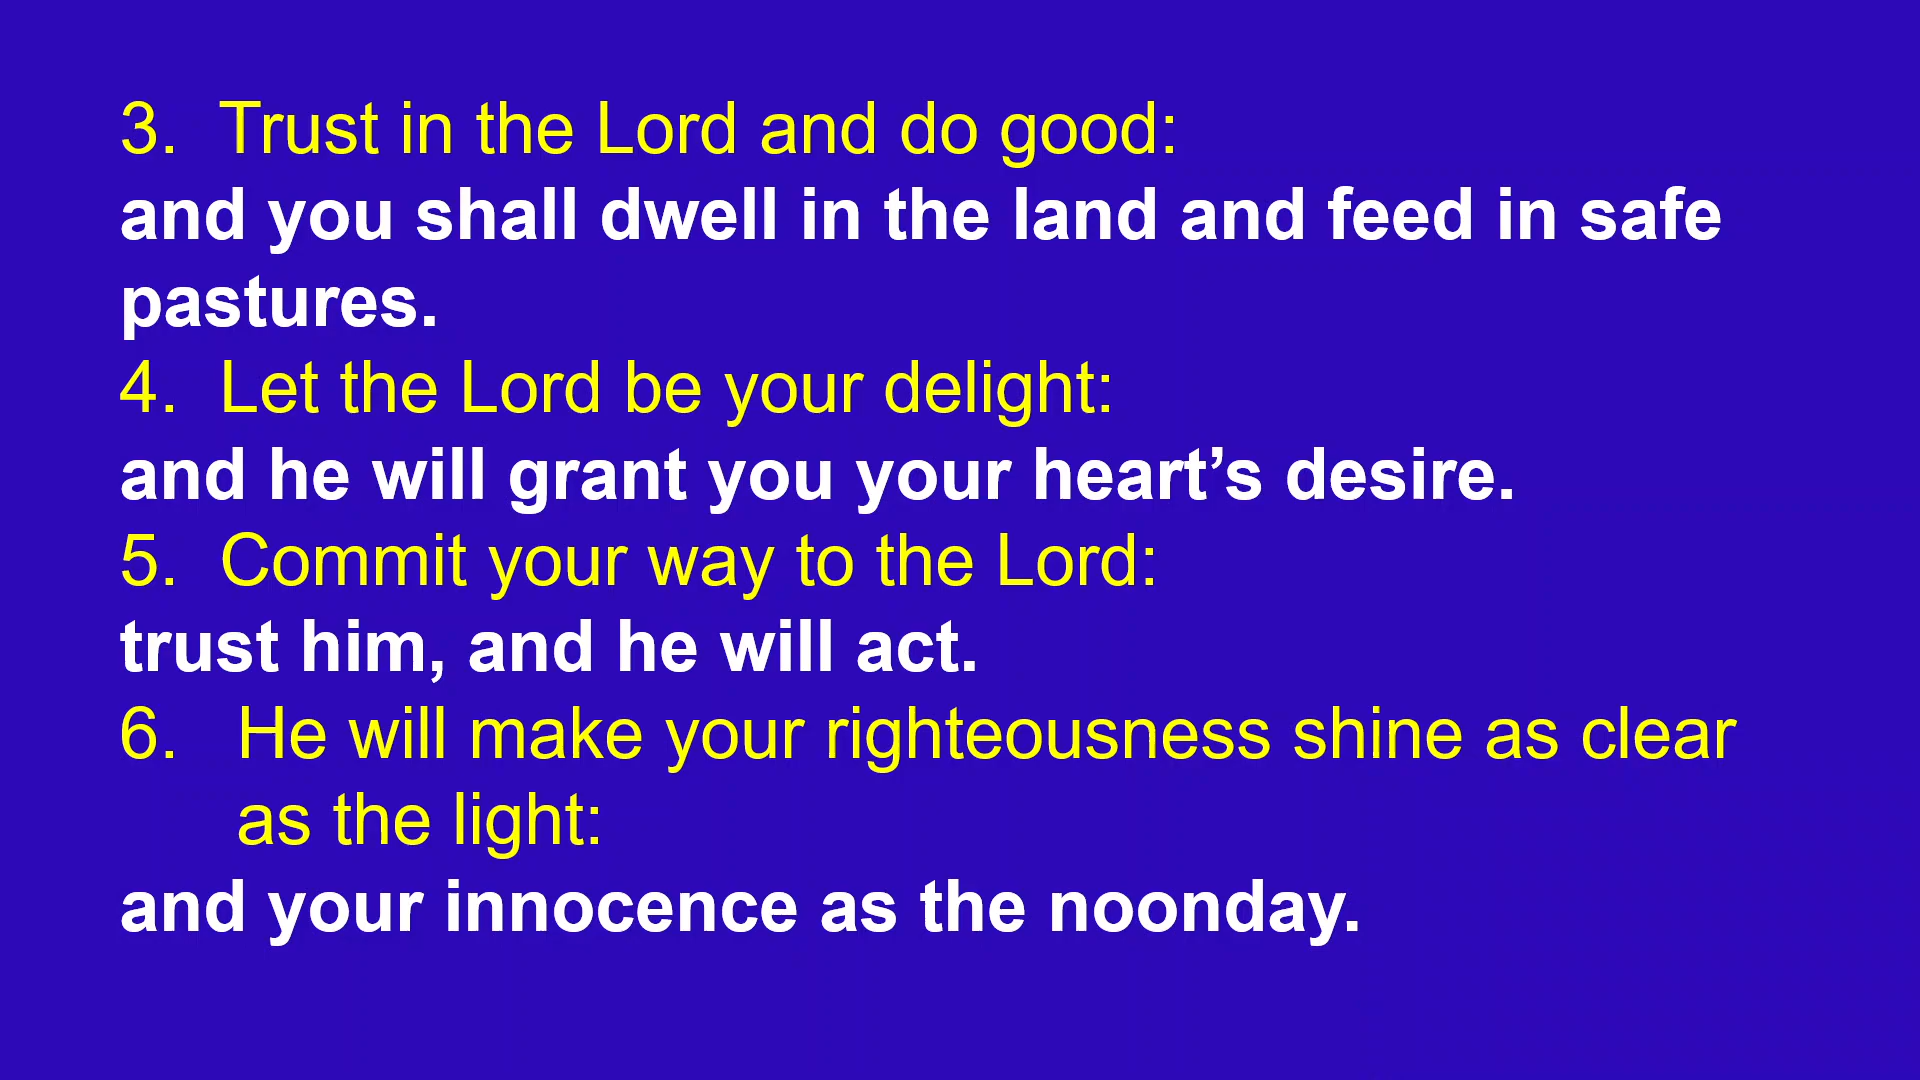 3. Trust in the Lord and do good:
and you shall dwell in the land and feed in safe
pastures.
4. Let the Lord be your delight:
and he will grant you your heart’s desire.
5. Commit your way to the Lord:
trust him, and he will act.
6. He will make your righteousness shine as clear
as the light:
and your innocence as the noonday.